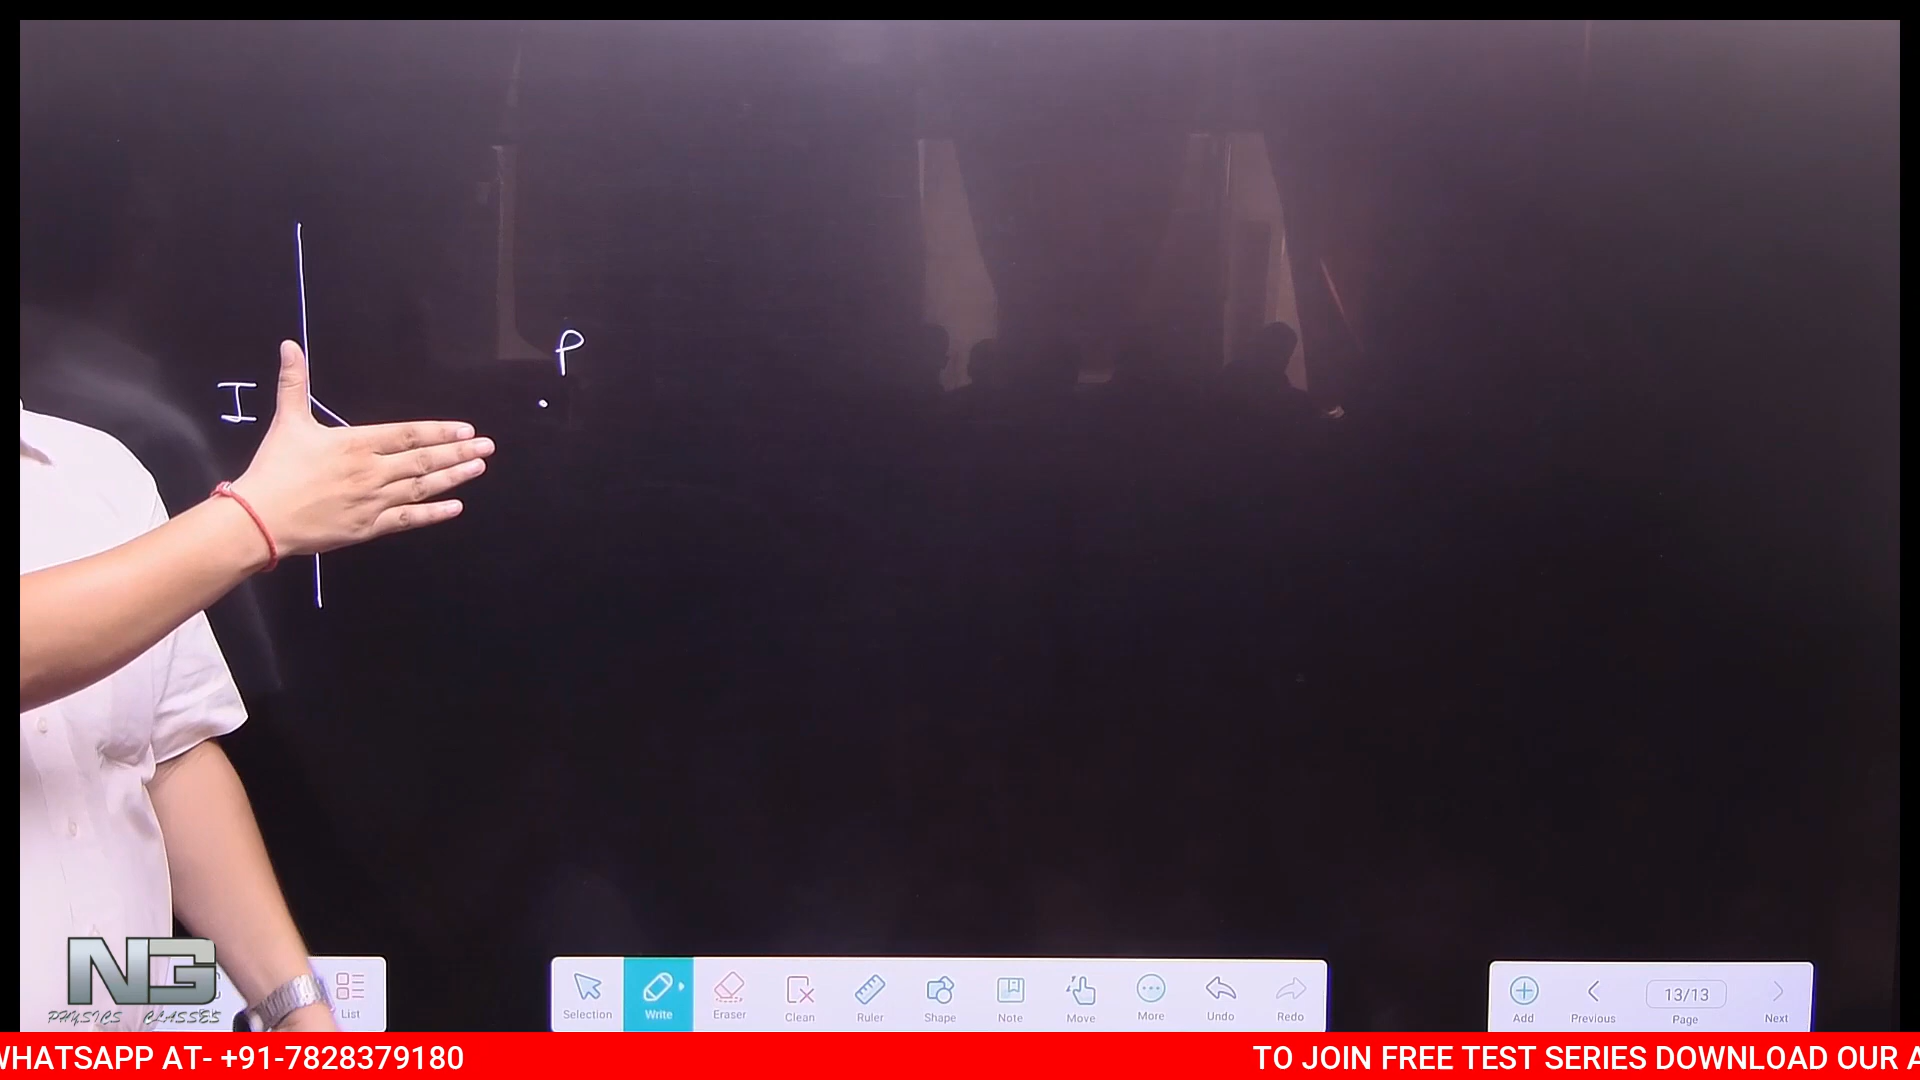 P
I
NG
PHYSICS CLASSES
List
Selection
Write
Eraser
Clean
Ruler
Shape
Note
Move
More
Undo
Redo
Add
Previous
13/13
Page
Next
WHATSAPP AT- +91-7828379180
TO JOIN FREE TEST SERIES DOWNLOAD OUR A